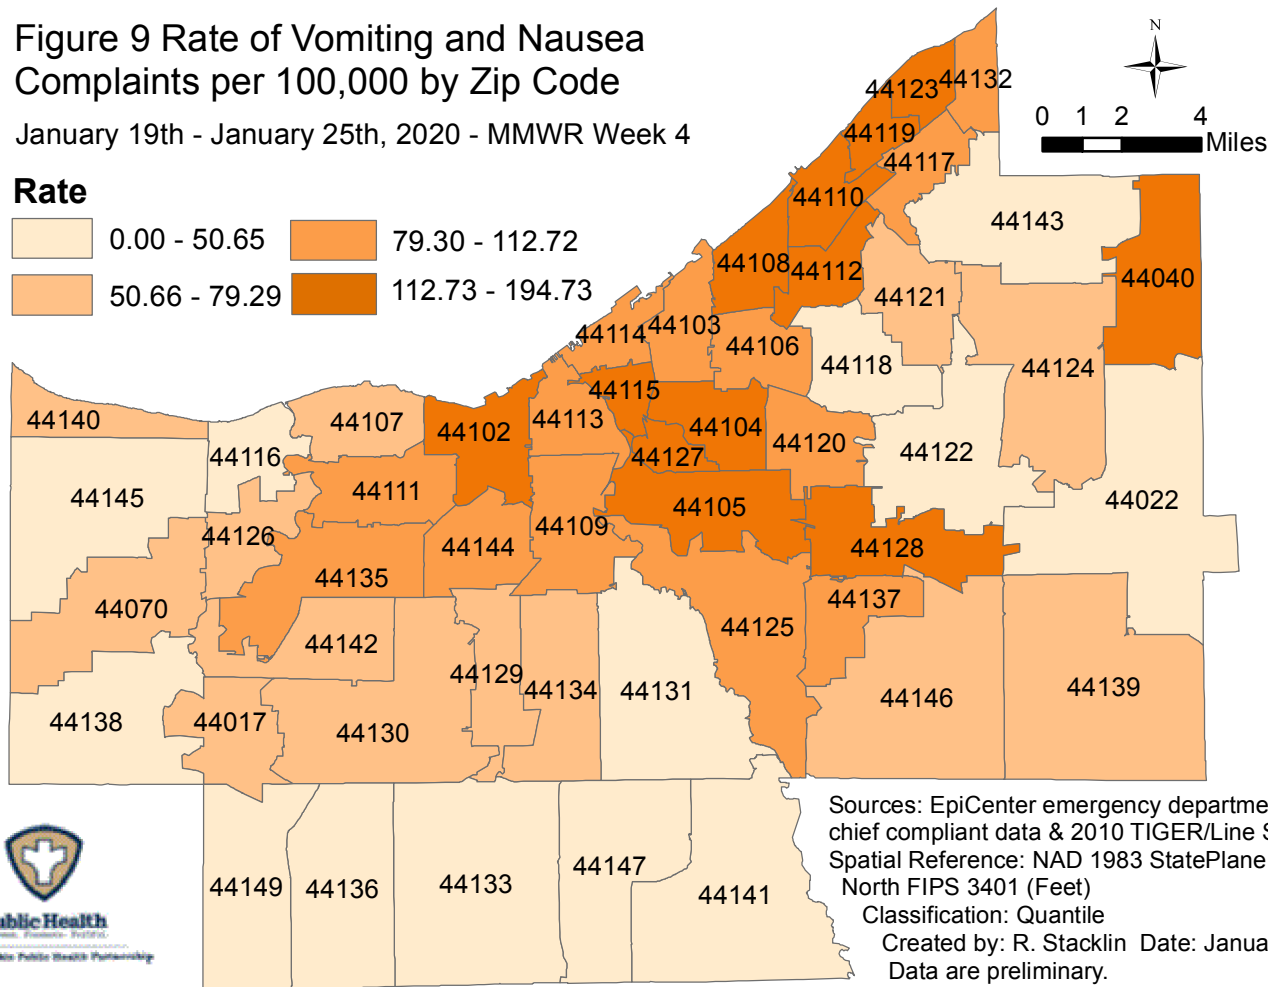 Figure 9 Rate of Vomiting and Nausea
Complaints per 100,000 by Zip Code
January 19th - January 25th, 2020 - MMWR Week 4
Rate
0.00 - 50.65
79.30 - 112.72
50.66 - 79.29
112.73 - 194.73
N
0 1 2 4
Miles
44123
44132
44119
44117
44110
44143
44108
44112
44040
44121
44114
44103
44106
44118
44124
44115
44140
44107
44102
44113
44104
44120
44116
44127
44122
44145
44111
44105
44022
44126
44109
44144
44128
44135
44070
44137
44125
44142
44129
44134
44131
44146
44139
44138
44017
44130
44149
44136
44133
44147
44141
Sources: EpiCenter emergency departme
chief compliant data & 2010 TIGER/Line S
Spatial Reference: NAD 1983 StatePlane
North FIPS 3401 (Feet)
Classification: Quantile
Created by: R. Stacklin Date: Janua
Data are preliminary.
ublic Health
Public Health Partnership